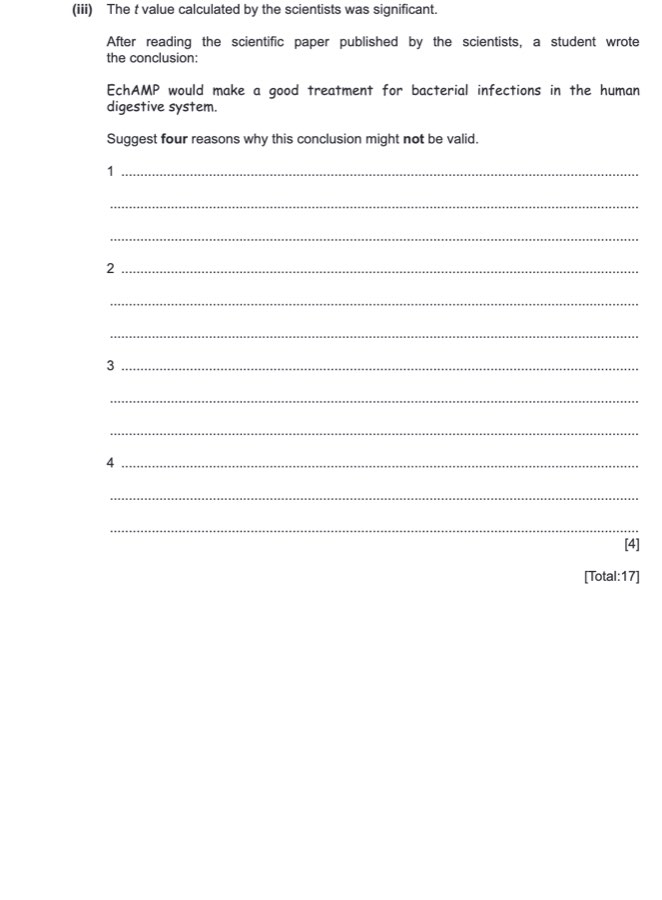 (iii) The t value calculated by the scientists was significant.
After reading the scientific paper published by the scientists, a student wrote
the conclusion:
EchAMP would make a good treatment for bacterial infections in the human
digestive system.
Suggest four reasons why this conclusion might not be valid.
1
2
3
4
[4]
[Total:17]